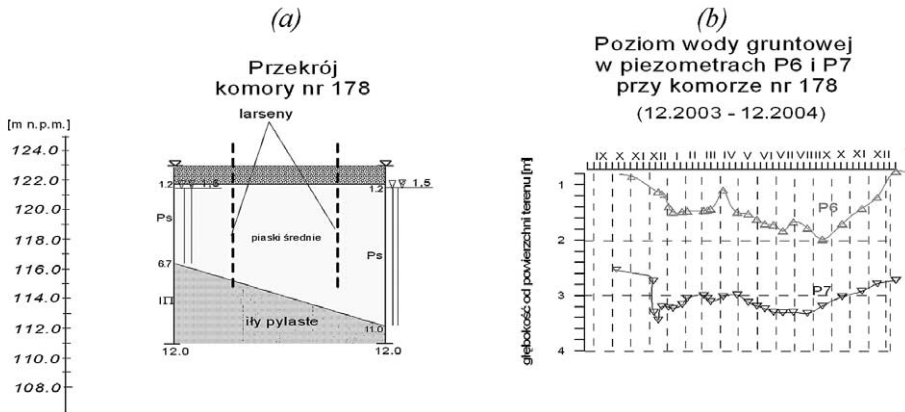 (a)
Przekrój
komory nr 178
larseny
[m n.p.m.]
124.0
122.0
120.0
118.0
116.0
114.0
112.0
110.0
108.0
1.2
1.5
1.2
1.5
Ps
piaski średnie
Ps
6.7
Iπ
iły pylaste
11.0
12.0
12.0
(b)
Poziom wody gruntowej
w piezometrach P6 i P7
przy komorze nr 178
(12.2003 - 12.2004)
IX X XI XII I II III IV V VI VII VIII IX X XI XII
głębokość od powierzchni terenu [m]
1
2
3
4
P6
P7